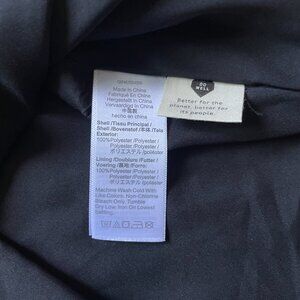 Made in China
Fabriqué En Chine
Hergestellt in China
Vervaardigd in China
中国製
hecho en china
Shell/Tissu Principal/
Shell/Bovenstof/本体/Tela
Exterior:
100%Polyester/Polyester
/Polyester/Polyester
/ポリエステル/poliéster
Lining/Doublure/Futter/
Voering/裏地/Forro:
100%Polyester/Polyester
/Polyester/Polyester
/ポリエステル/poliéster
Machine Wash Cold With
Like Colors. Non-Chlorine
Bleach Only. Tumble
Dry Low. Iron On Lowest
Setting.
DO
WELL
Better for the
planet, better for
its people.